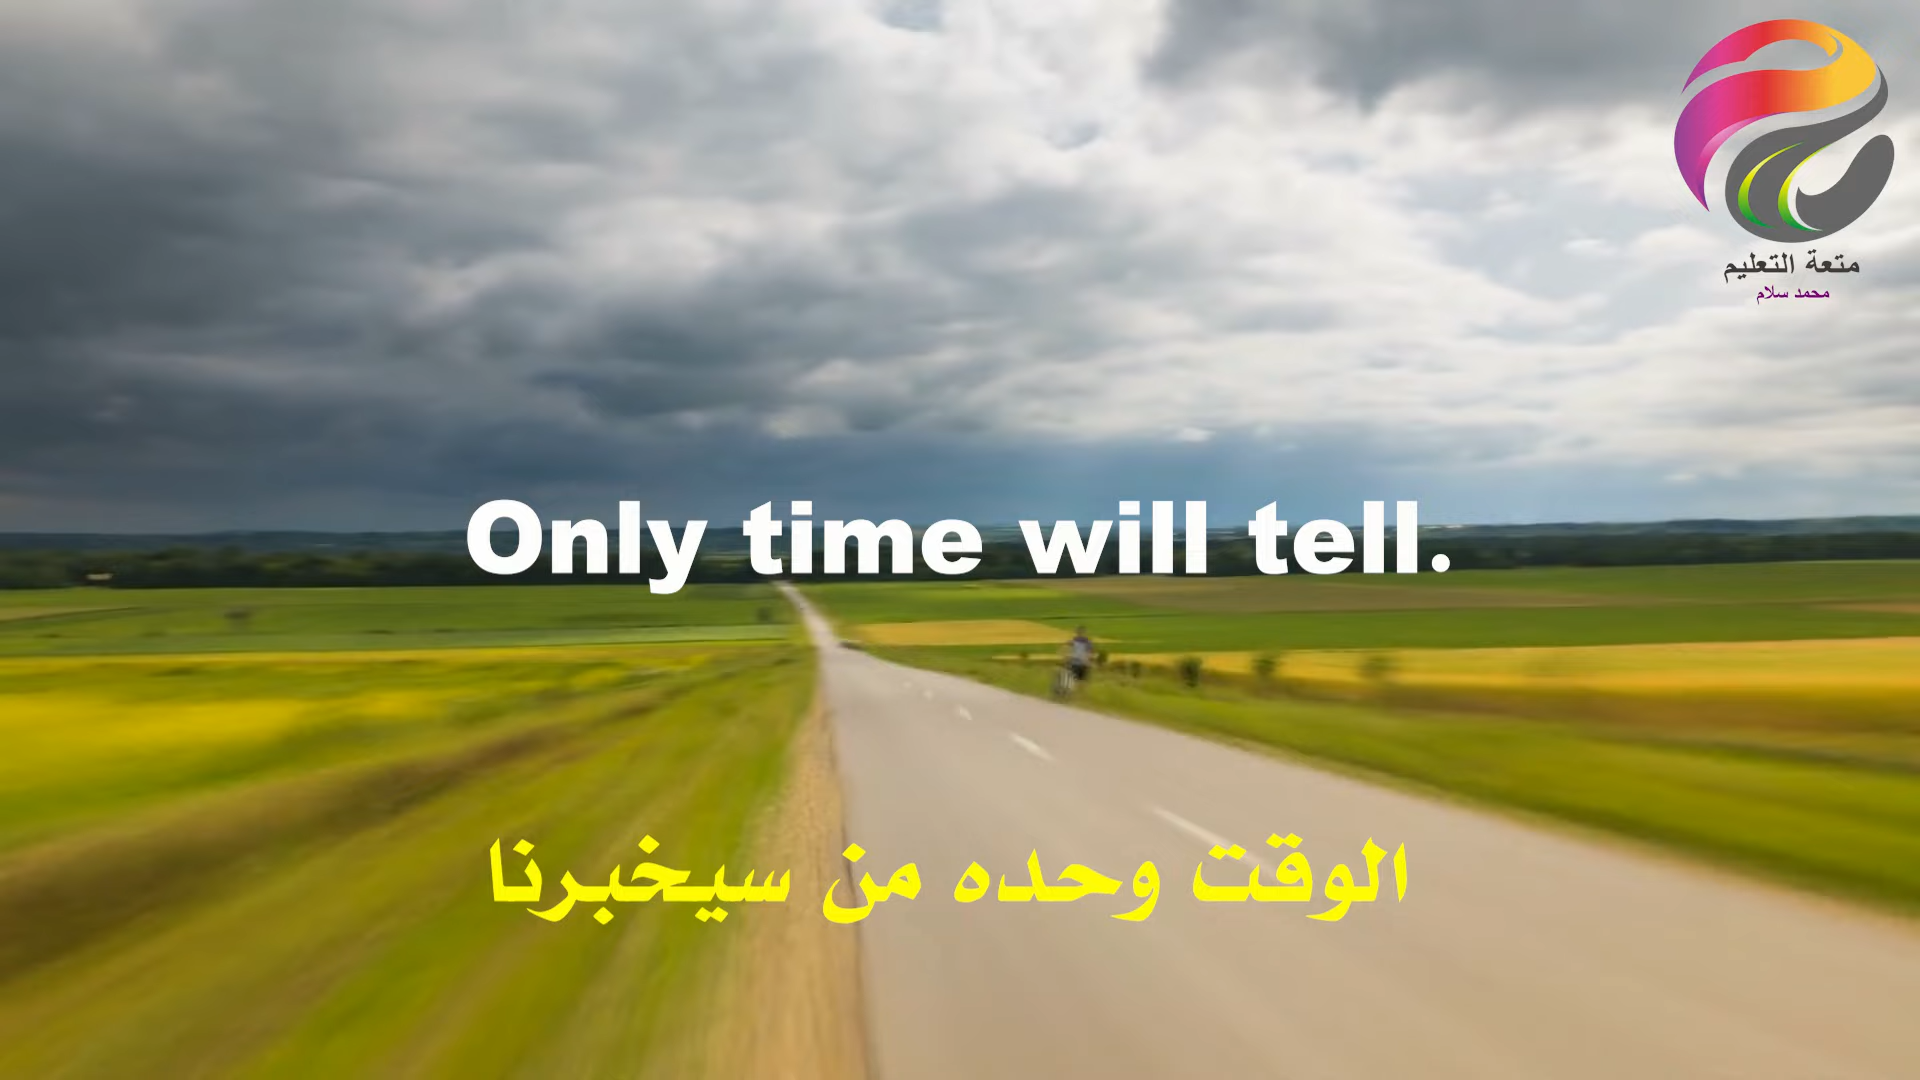 متعة التعليم
محمد سلام
Only time will tell.
الوقت وحده من سيخبرنا